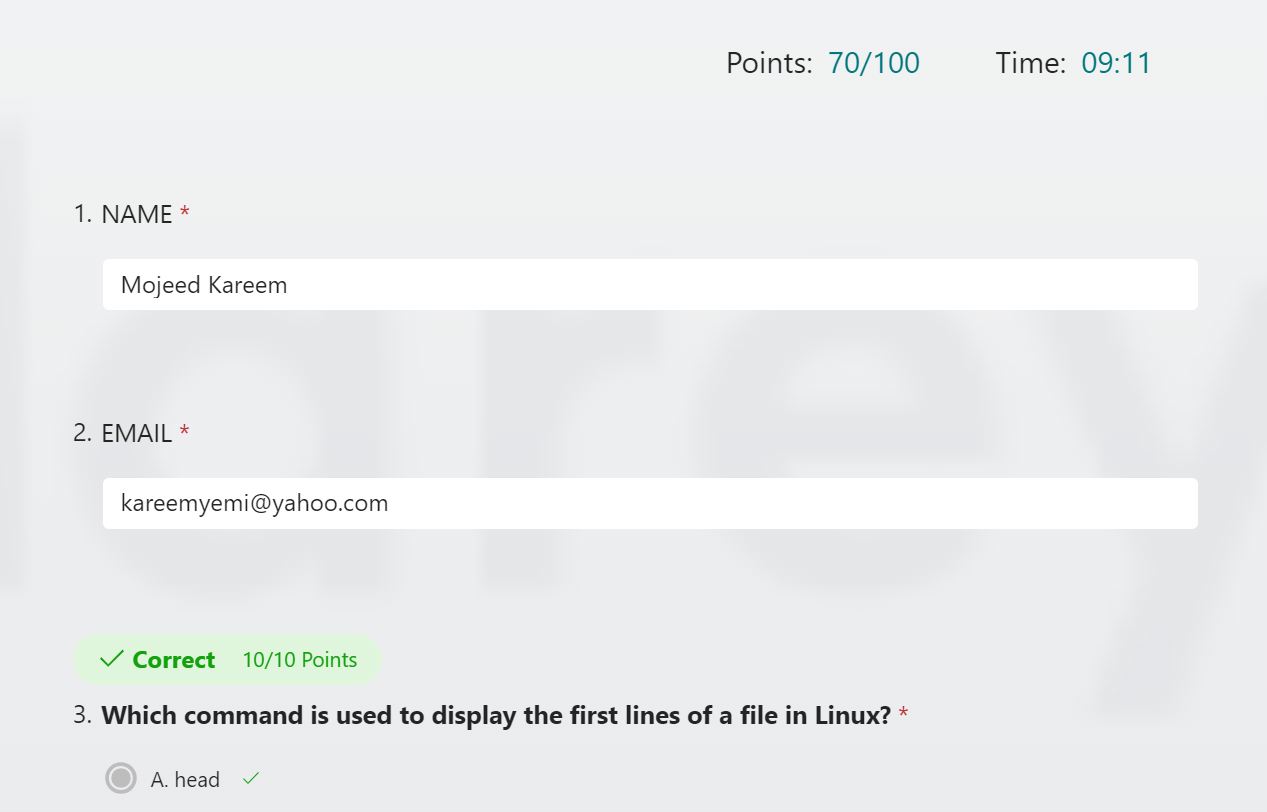 Points: 70/100 Time: 09:11
1. NAME *
Mojeed Kareem
2. EMAIL *
kareemyemi@yahoo.com
Correct 10/10 Points
3. Which command is used to display the first lines of a file in Linux? *
A. head